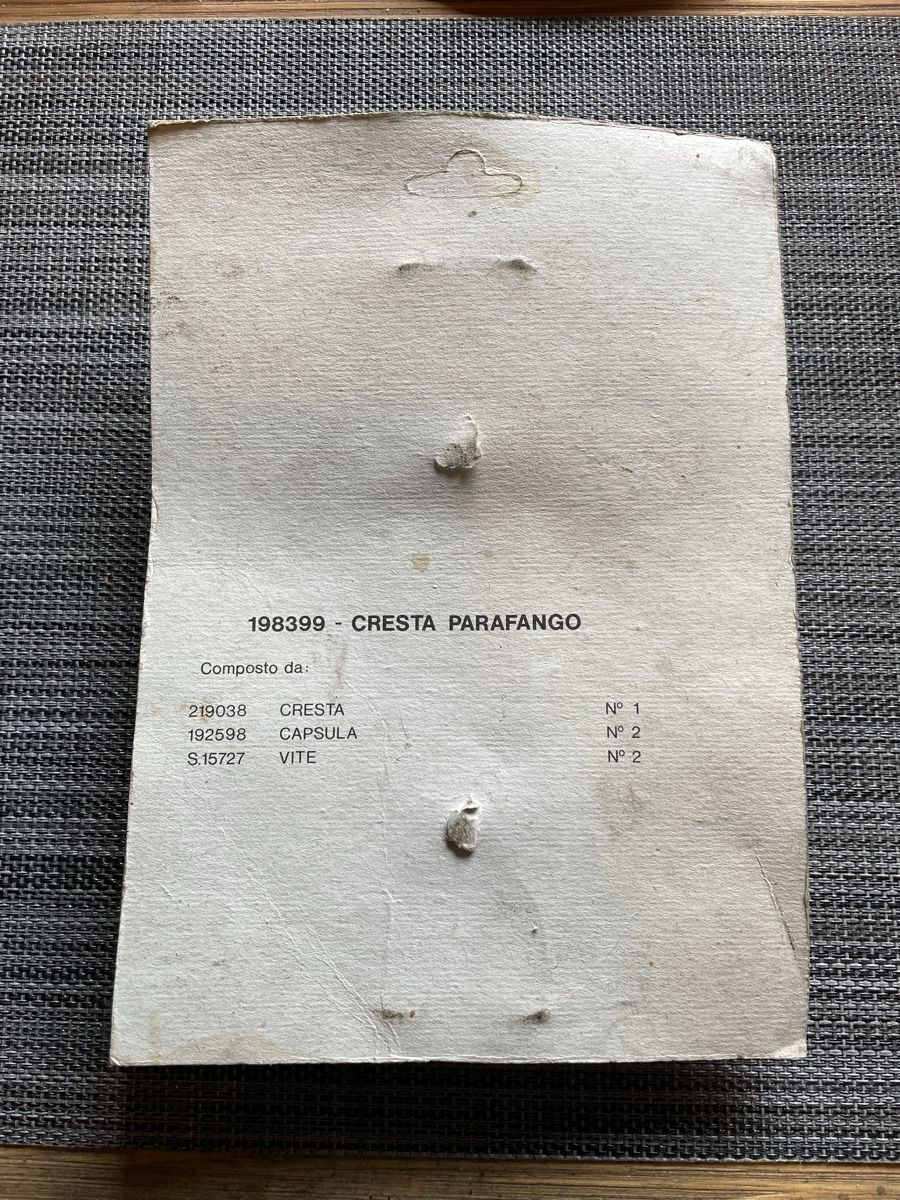 198399 - CRESTA PARAFANGO
Composto da:
219038 CRESTA Nº 1
192598 CAPSULA Nº 2
S.15727 VITE Nº 2